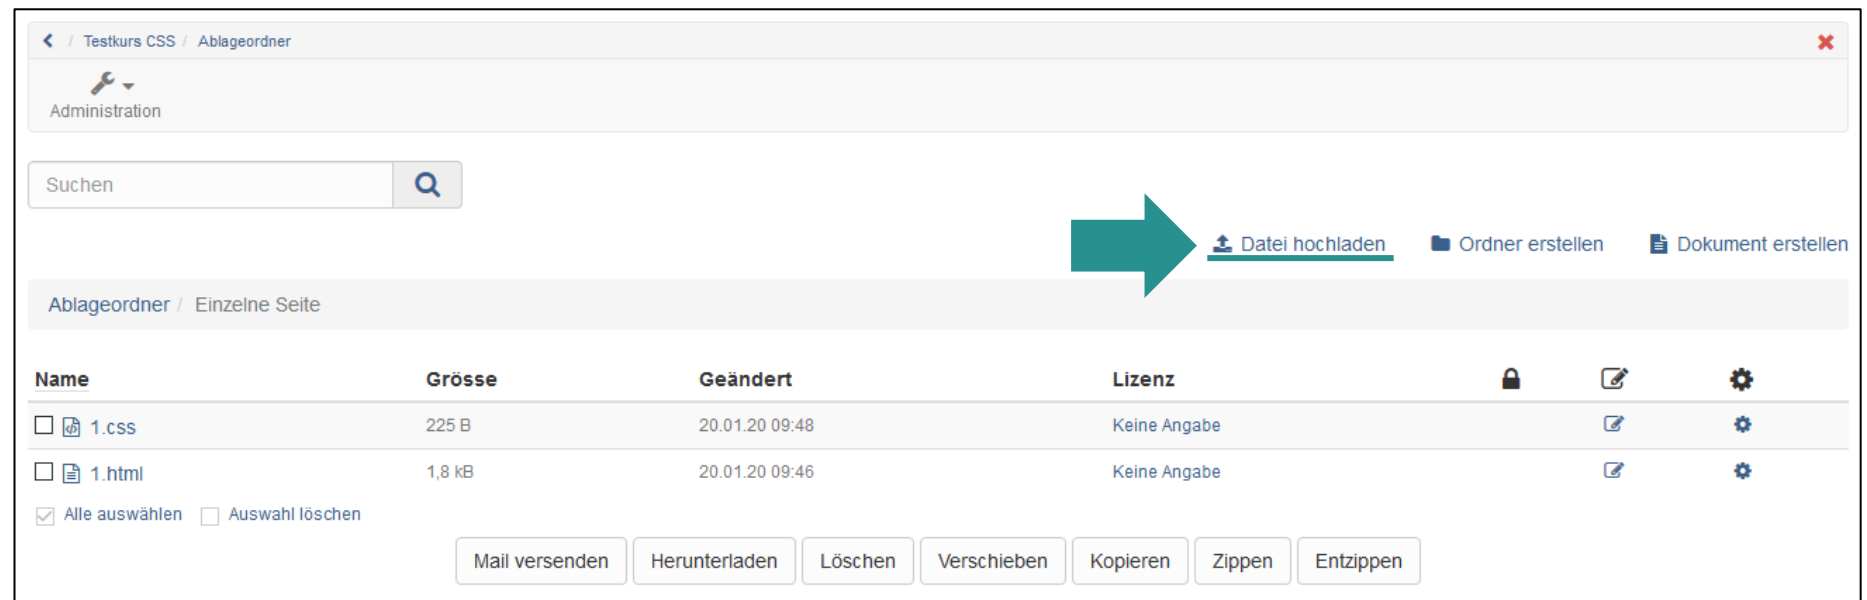 / Testkurs CSS / Ablageordner
Administration
Suchen
Datei hochladen Ordner erstellen Dokument erstellen
Ablageordner / Einzelne Seite
Name Grösse Geändert Lizenz
1.css 225 B 20.01.20 09:48 Keine Angabe
1.html 1,8 kB 20.01.20 09:46 Keine Angabe
Alle auswählen Auswahl löschen
Mail versenden Herunterladen Löschen Verschieben Kopieren Zippen Entzippen